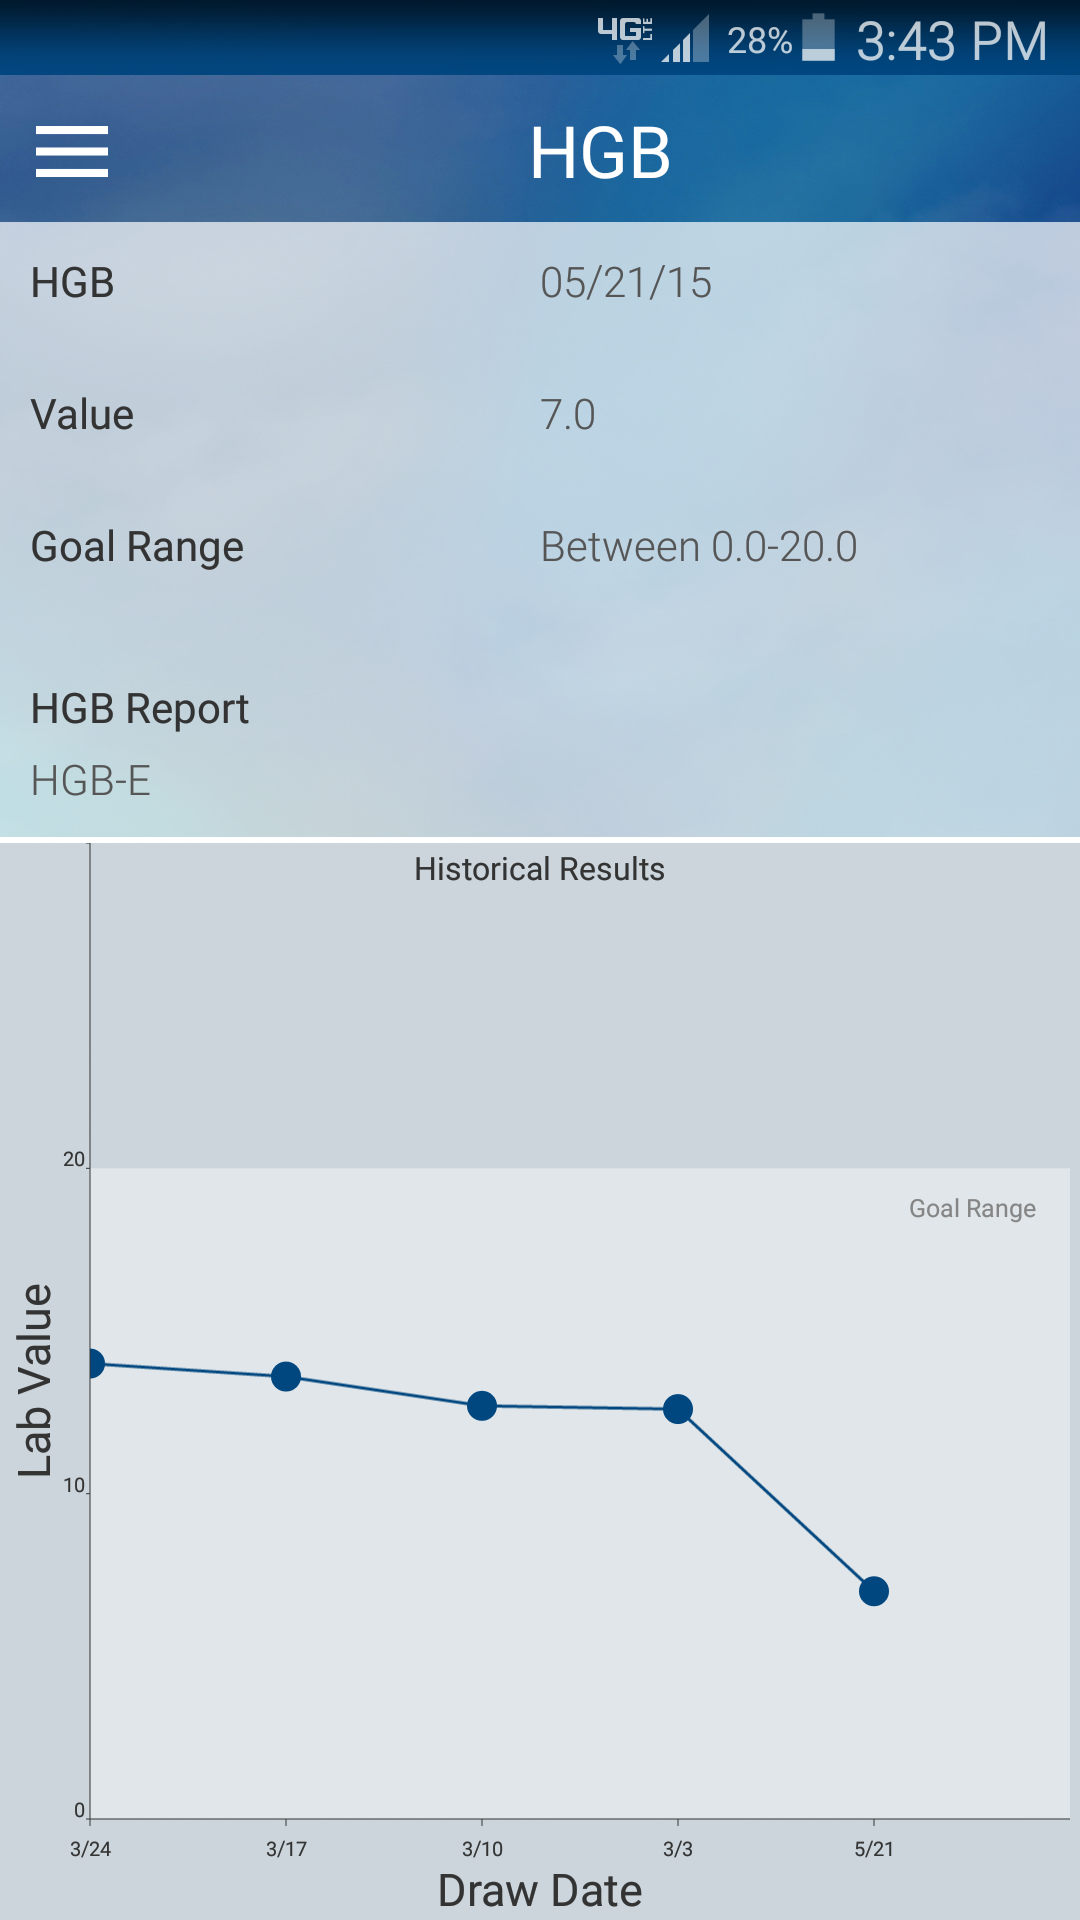 4G LTE 28% 3:43 PM
HGB
HGB 05/21/15
Value 7.0
Goal Range Between 0.0-20.0
HGB Report
HGB-E
Historical Results
20
Goal Range
Lab Value
10
0
3/24 3/17 3/10 3/3 5/21
Draw Date